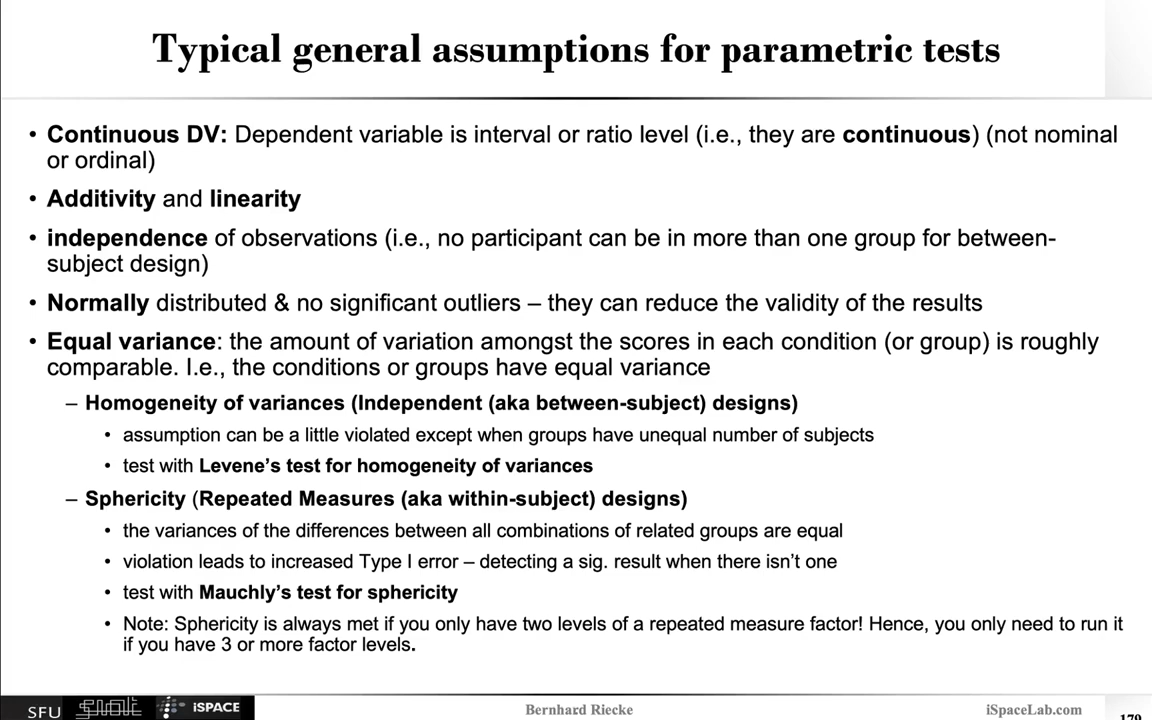 Typical general assumptions for parametric tests
• Continuous DV: Dependent variable is interval or ratio level (i.e., they are continuous) (not nominal
or ordinal)
• Additivity and linearity
• independence of observations (i.e., no participant can be in more than one group for between-
subject design)
• Normally distributed & no significant outliers – they can reduce the validity of the results
• Equal variance: the amount of variation amongst the scores in each condition (or group) is roughly
comparable. I.e., the conditions or groups have equal variance
– Homogeneity of variances (Independent (aka between-subject) designs)
• assumption can be a little violated except when groups have unequal number of subjects
• test with Levene's test for homogeneity of variances
– Sphericity (Repeated Measures (aka within-subject) designs)
• the variances of the differences between all combinations of related groups are equal
• violation leads to increased Type I error – detecting a sig. result when there isn't one
• test with Mauchly's test for sphericity
• Note: Sphericity is always met if you only have two levels of a repeated measure factor! Hence, you only need to run it
if you have 3 or more factor levels.
SFU iSPACE Bernhard Riecke iSpaceLab.com
179